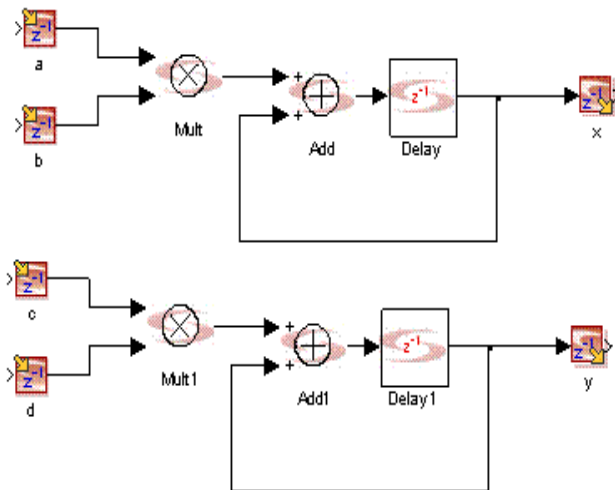 z-1
a
z-1
b
Mult
+
+
Add
z-1
Delay
z-1
x
z-1
c
z-1
d
Mult1
+
+
Add1
z-1
Delay1
z-1
y